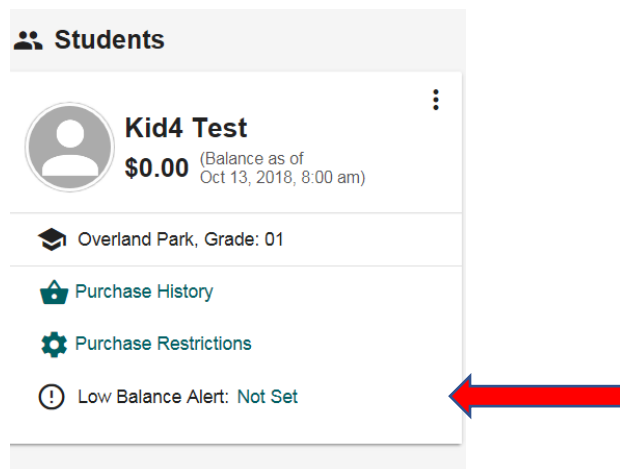 Students
Kid4 Test
$0.00 (Balance as of
Oct 13, 2018, 8:00 am)
Overland Park, Grade: 01
Purchase History
Purchase Restrictions
Low Balance Alert: Not Set